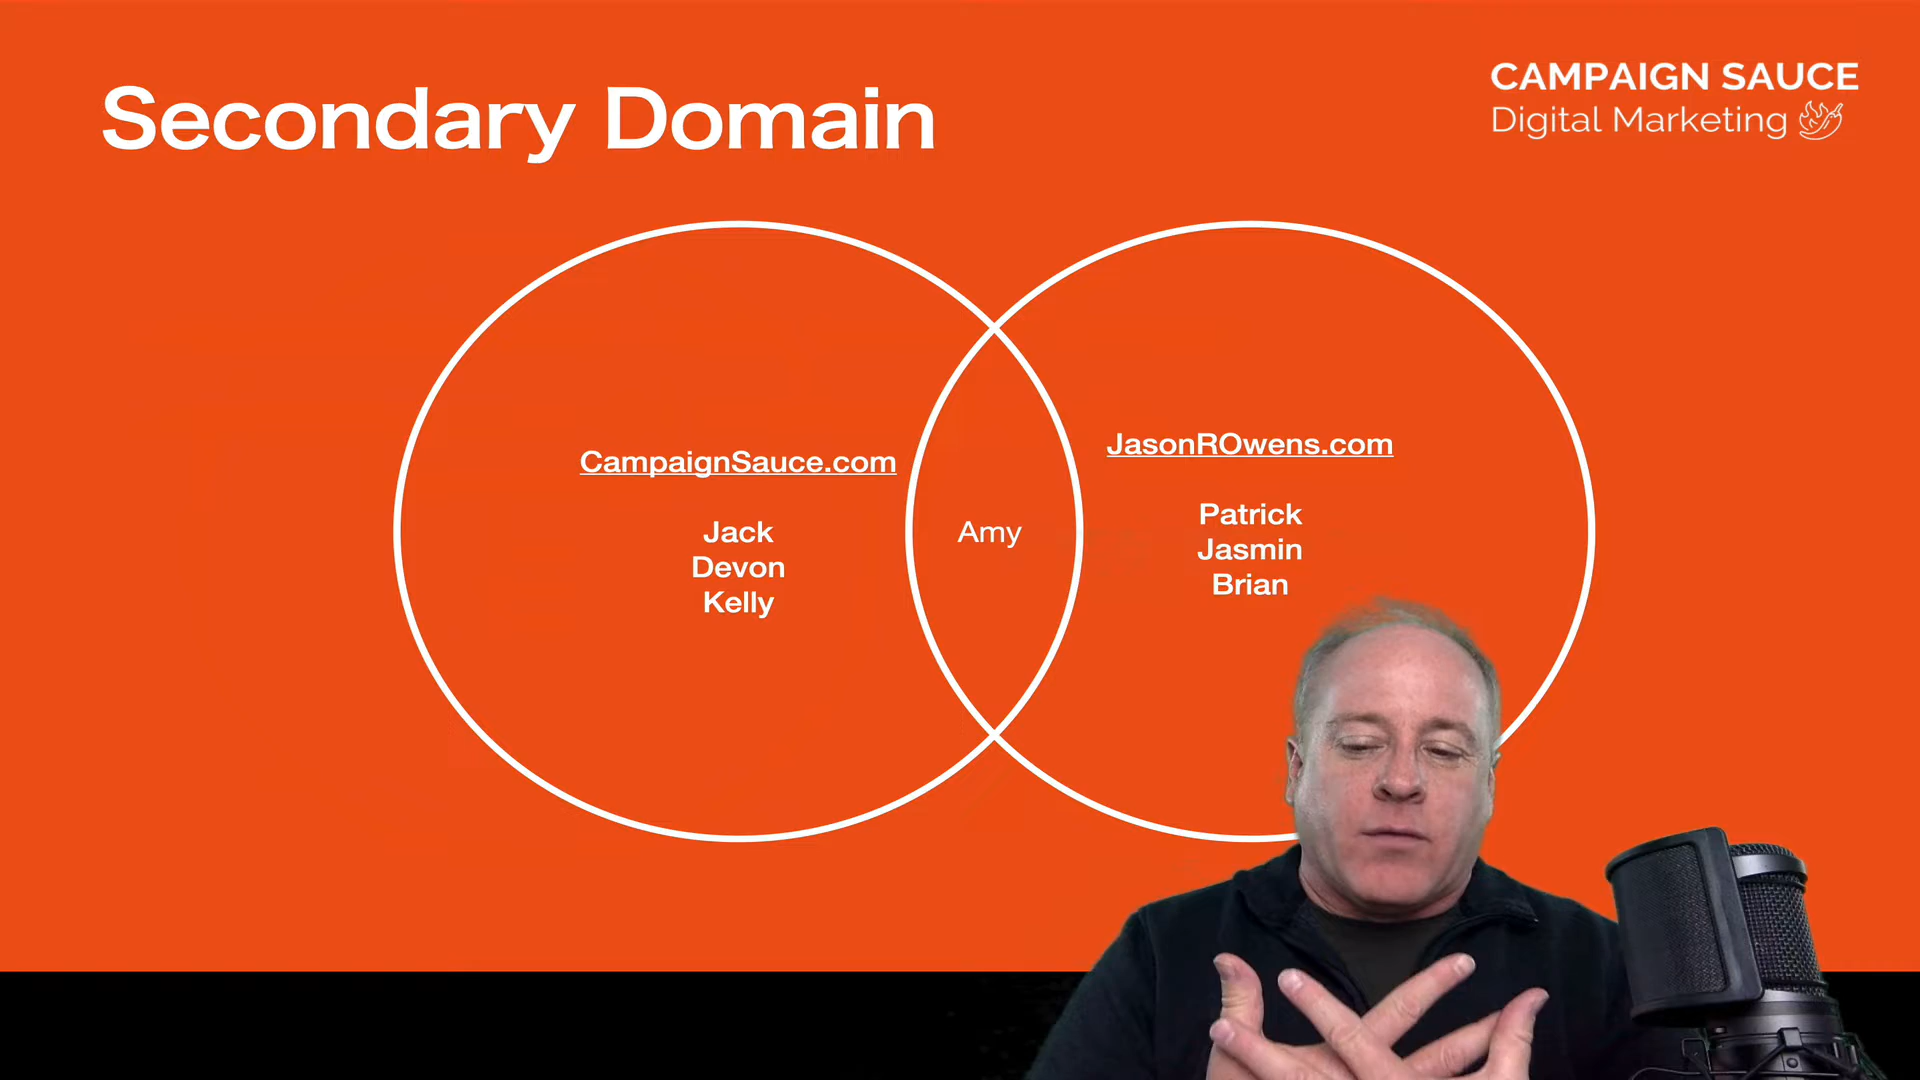 Secondary Domain
CAMPAIGN SAUCE
Digital Marketing
CampaignSauce.com
Jack
Devon
Kelly
Amy
JasonROwens.com
Patrick
Jasmin
Brian